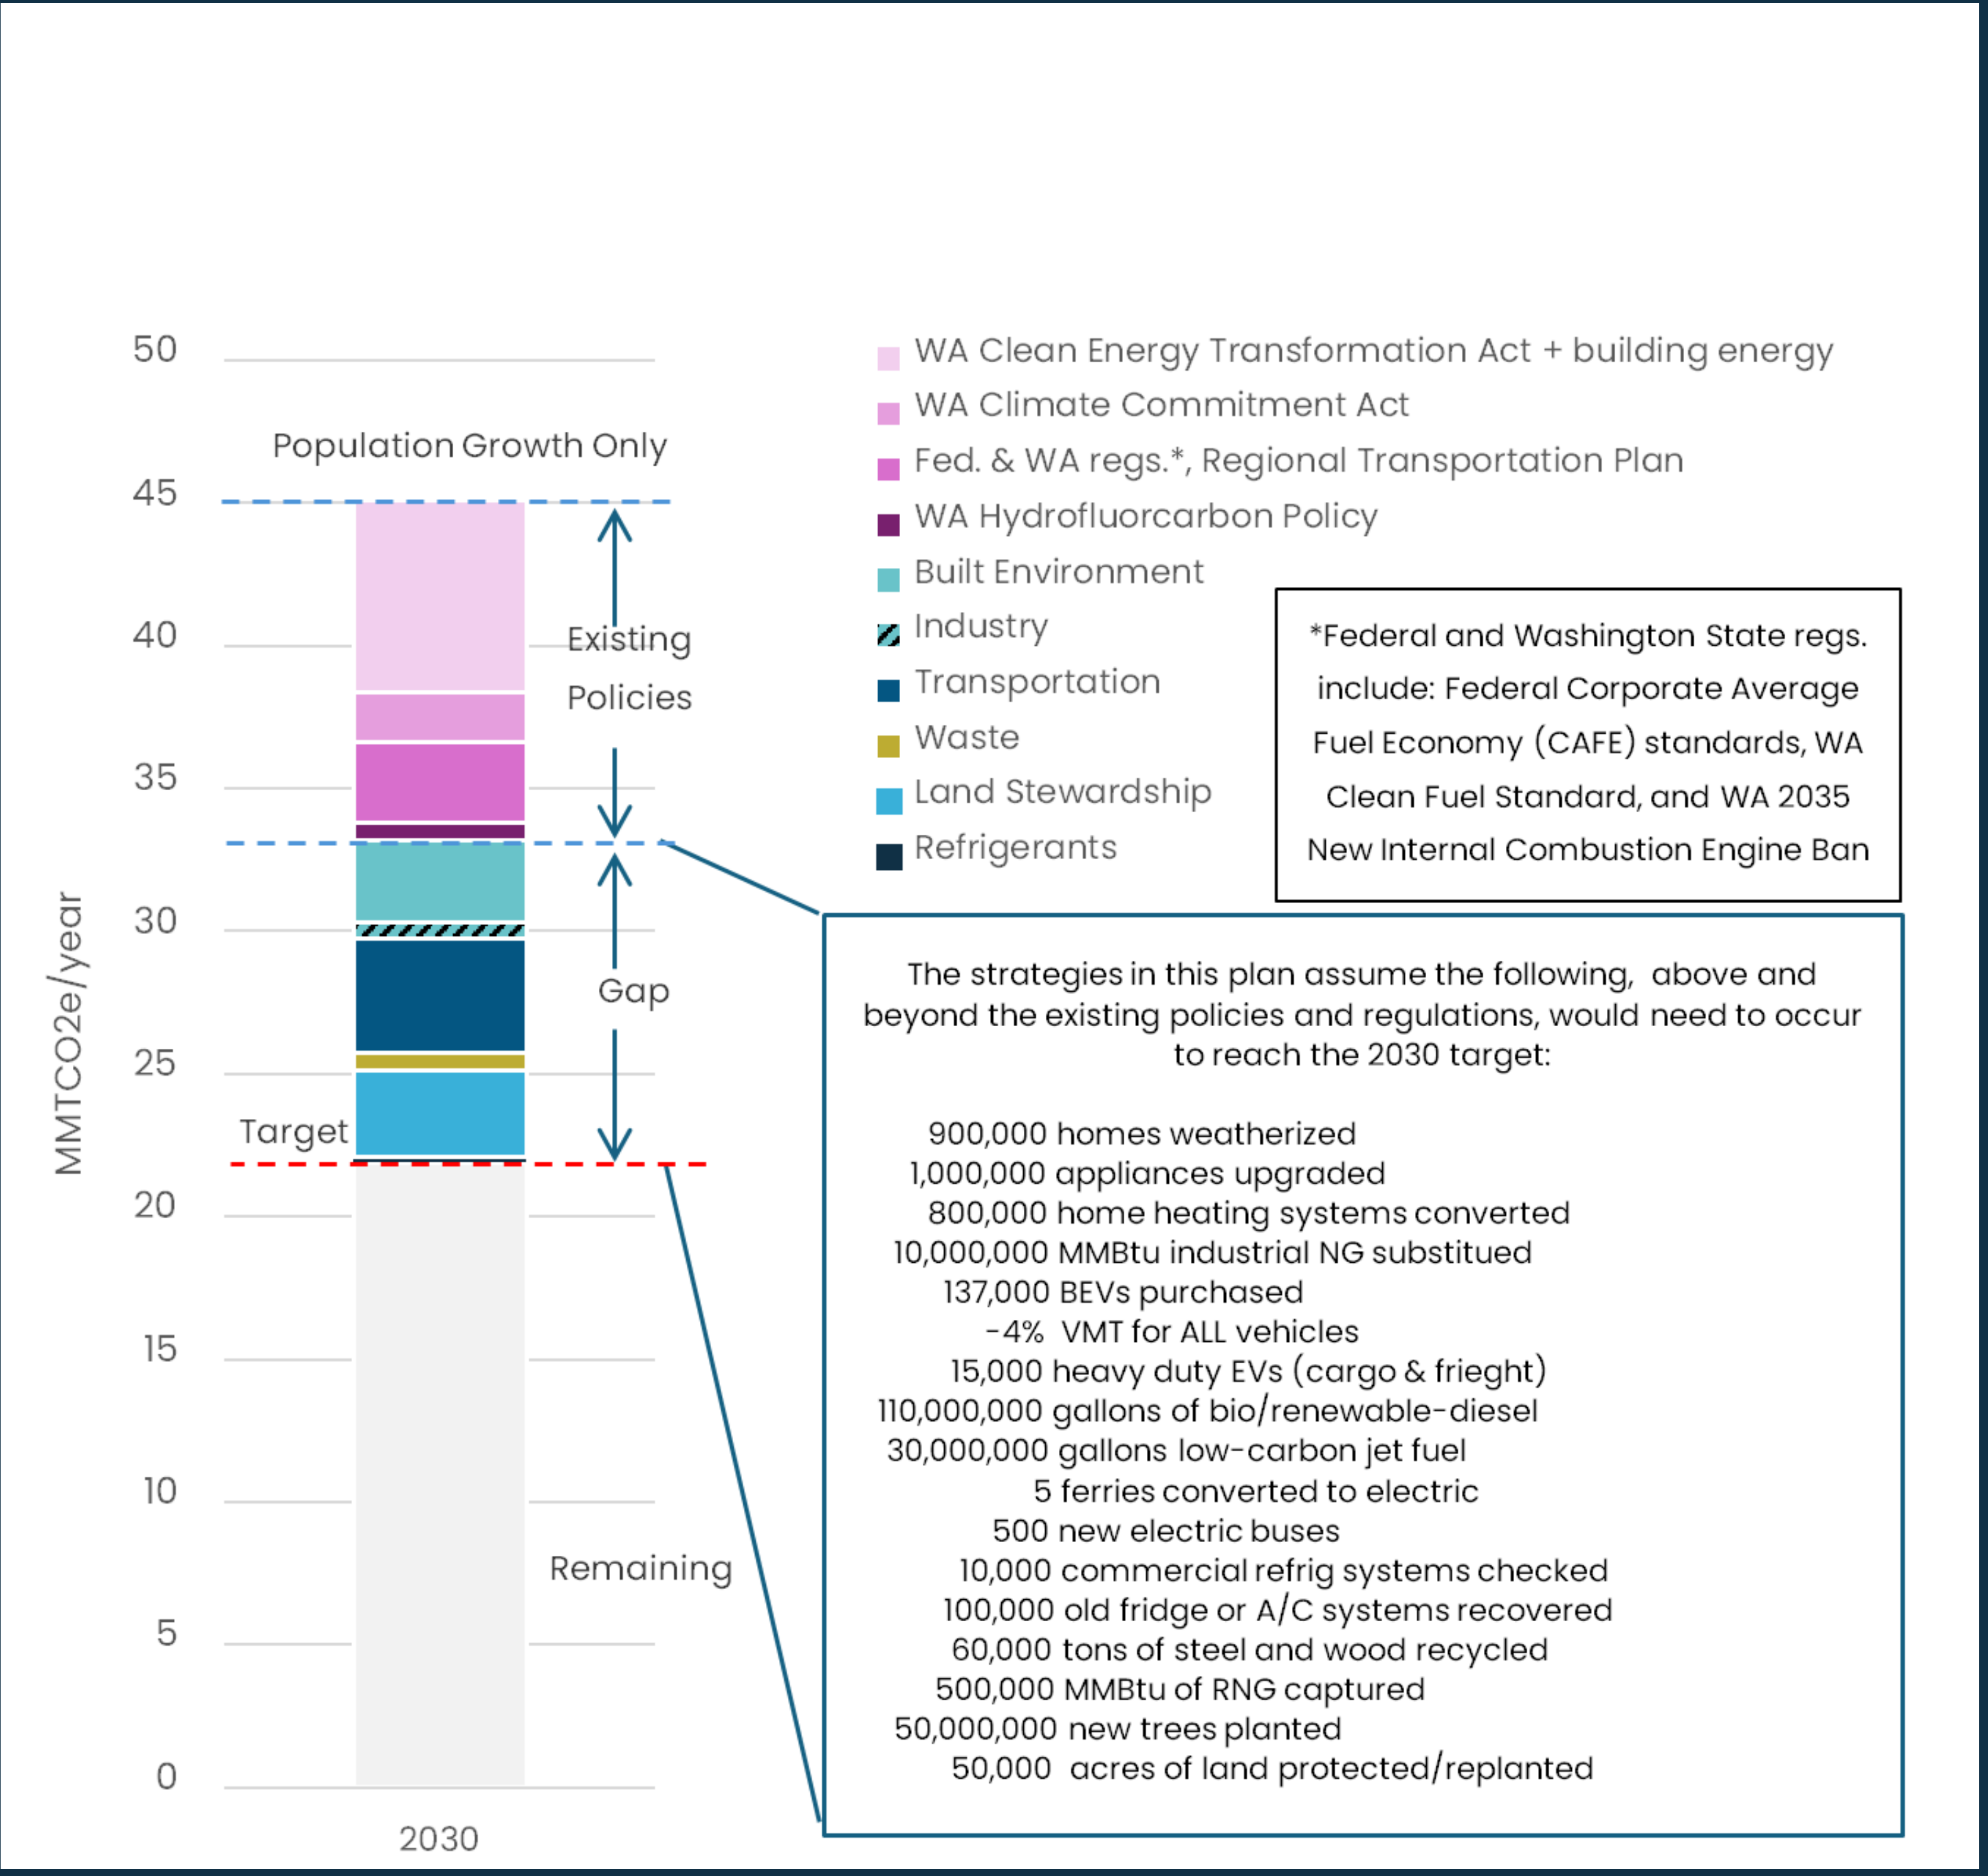 50
45
40
35
30
25
20
15
10
5
0
MMTCO2e/year
2030
Population Growth Only
Existing
Policies
Gap
Target
Remaining
WA Clean Energy Transformation Act + building energy
WA Climate Commitment Act
Fed. & WA regs.*, Regional Transportation Plan
WA Hydrofluorcarbon Policy
Built Environment
Industry
Transportation
Waste
Land Stewardship
Refrigerants
*Federal and Washington State regs.
include: Federal Corporate Average
Fuel Economy (CAFE) standards, WA
Clean Fuel Standard, and WA 2035
New Internal Combustion Engine Ban
The strategies in this plan assume the following, above and
beyond the existing policies and regulations, would need to occur
to reach the 2030 target:
900,000 homes weatherized
1,000,000 appliances upgraded
800,000 home heating systems converted
10,000,000 MMBtu industrial NG substitued
137,000 BEVs purchased
-4% VMT for ALL vehicles
15,000 heavy duty EVs (cargo & frieght)
110,000,000 gallons of bio/renewable-diesel
30,000,000 gallons low-carbon jet fuel
5 ferries converted to electric
500 new electric buses
10,000 commercial refrig systems checked
100,000 old fridge or A/C systems recovered
60,000 tons of steel and wood recycled
500,000 MMBtu of RNG captured
50,000,000 new trees planted
50,000 acres of land protected/replanted